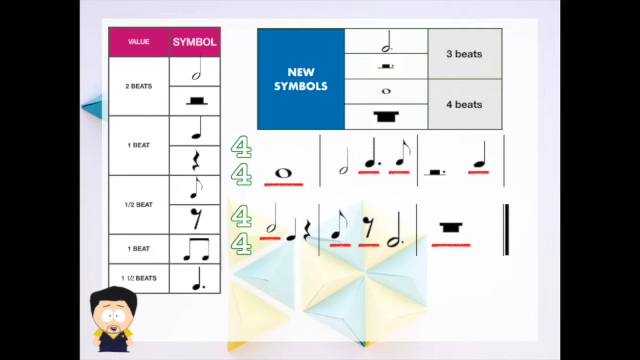 VALUE SYMBOL
2 BEATS
1 BEAT
1/2 BEAT
1 BEAT
1 1/2 BEATS
NEW
SYMBOLS
3 beats
4 beats
4
4
4
4